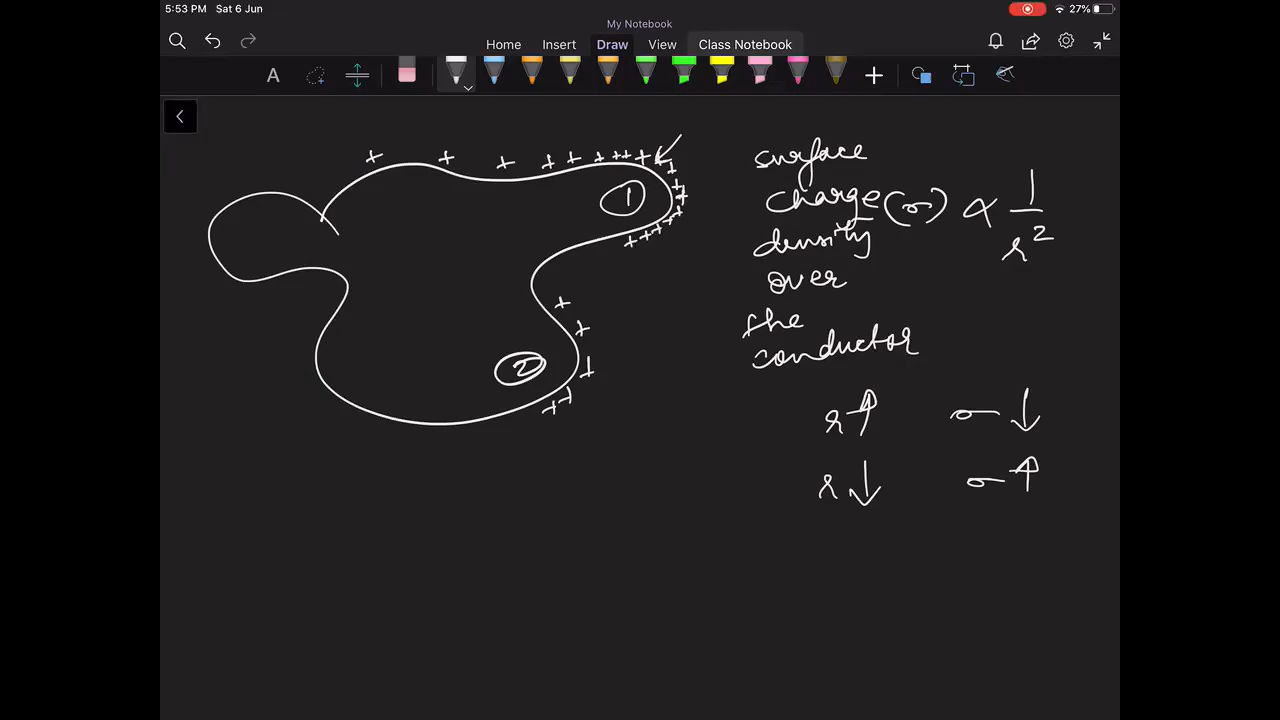 5:53 PM Sat 6 Jun
27%
My Notebook
Home Insert Draw View Class Notebook
A
+ + + + + + + + + +
+
+
+
+
+
+ + + + +
1
+
+
+
+ +
2
surface
charge (σ) ∝ 1/r²
density
over
the
conductor
r↑ σ↓
r↓ σ↑